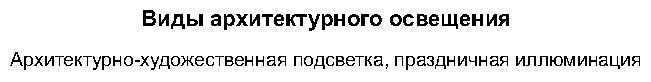 Виды архитектурного освещения
Архитектурно-художественная подсветка, праздничная иллюминация